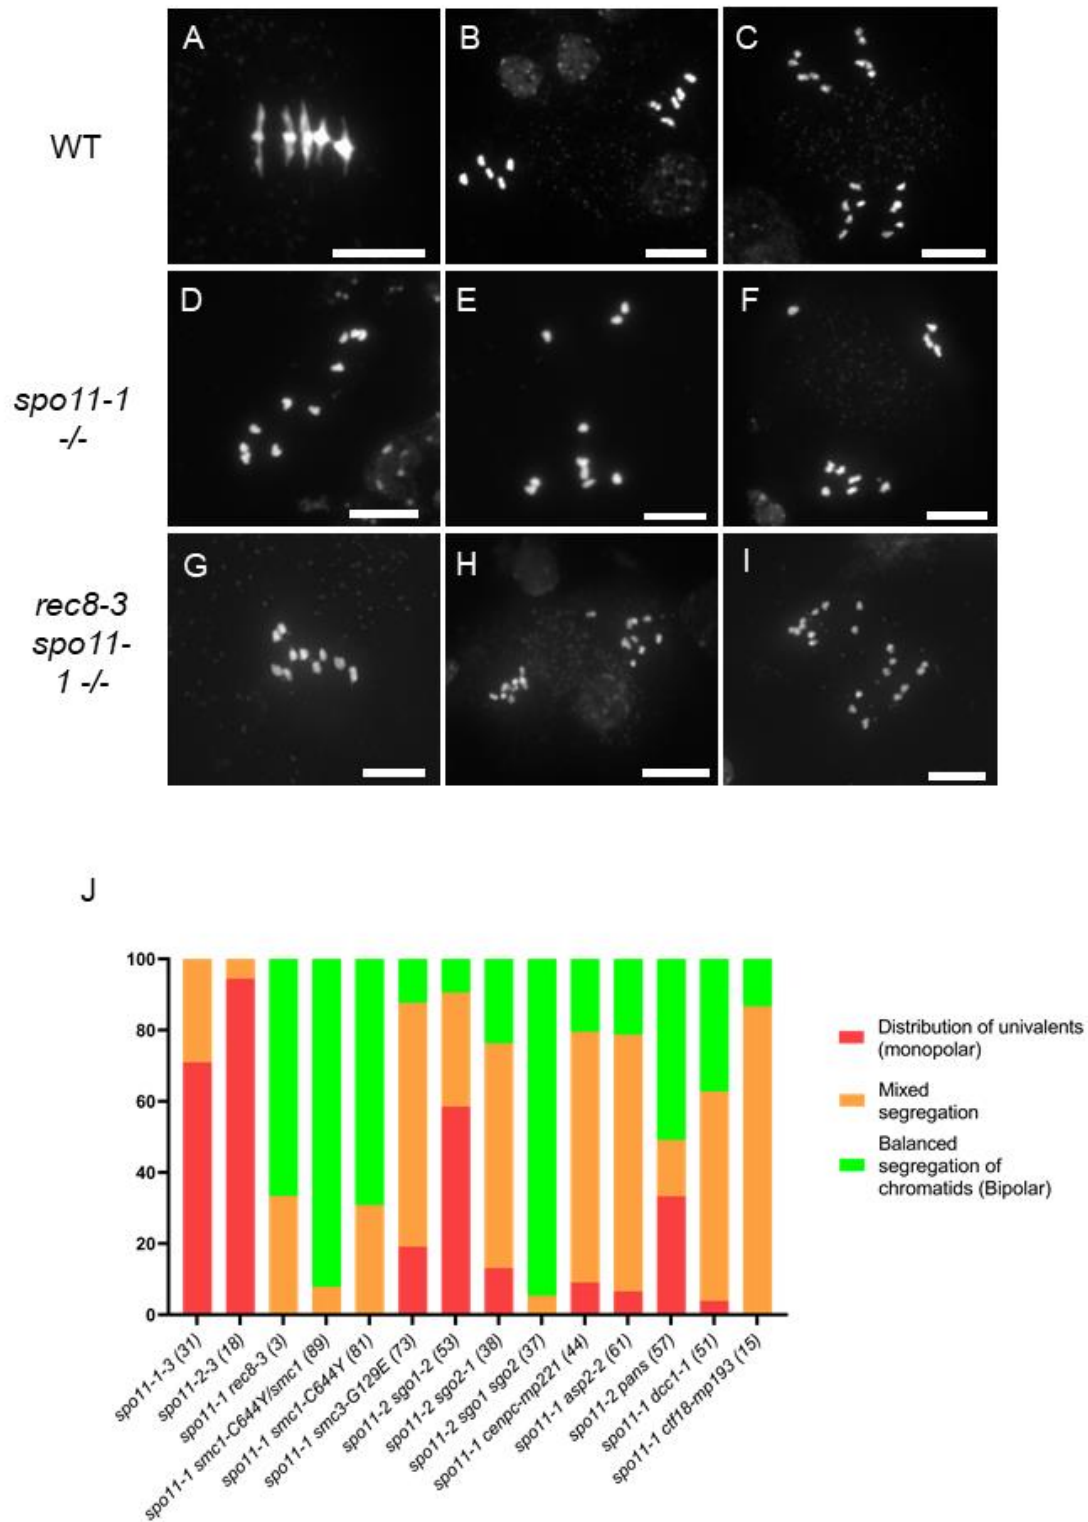 A
B
C
WT
D
E
F
spo11-1
-/-
G
H
I
rec8-3
spo11-
1 -/-
J
100
80
60
40
20
0
Distribution of univalents
(monopolar)
Mixed
segregation
Balanced
segregation of
chromatids (Bipolar)
spo11-1-3 (31)
spo11-2-3 (18)
spo11-1 rec8-3 (3)
spo11-1 smc1-C644Y/smc1 (89)
spo11-1 smc1-C644Y (81)
spo11-1 smc3-G129E (73)
spo11-2 sgo1-2 (53)
spo11-2 sgo2-1 (38)
spo11-2 sgo1 sgo2 (37)
spo11-1 cenpc-mp221 (44)
spo11-1 asp2-2 (61)
spo11-2 pans (57)
spo11-1 dcc1-1 (51)
spo11-1 ctf18-mp193 (15)